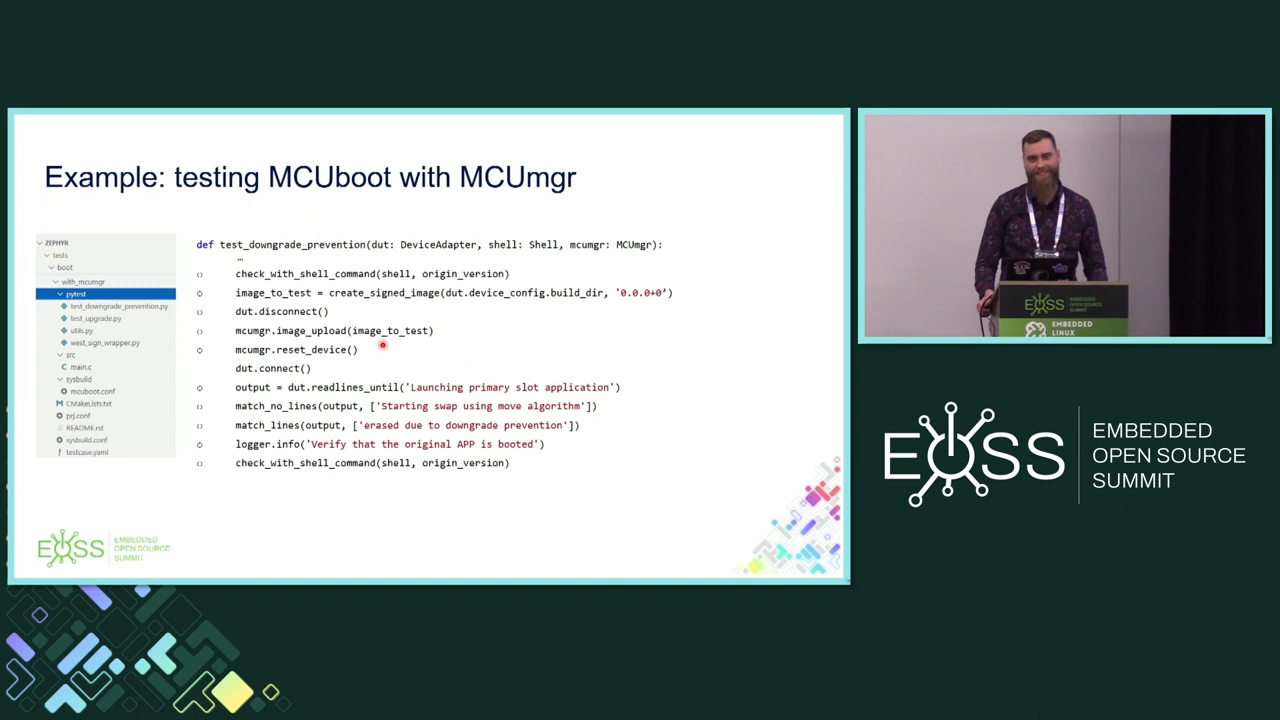 Example: testing MCUboot with MCUmgr
ZEPHYR
tests
boot
with_mcumgr
pytest
test_downgrade_prevention.py
test_upgrade.py
utils.py
west_sign_wrapper.py
src
main.c
sysbuild
mcuboot.conf
CMakeLists.txt
prj.conf
README.rst
sysbuild.conf
testcase.yaml
def test_downgrade_prevention(dut: DeviceAdapter, shell: Shell, mcumgr: MCUmgr):
…
check_with_shell_command(shell, origin_version)
image_to_test = create_signed_image(dut.device_config.build_dir, '0.0.0+0’)
dut.disconnect()
mcumgr.image_upload(image_to_test)
mcumgr.reset_device()
dut.connect()
output = dut.readlines_until('Launching primary slot application')
match_no_lines(output, ['Starting swap using move algorithm'])
match_lines(output, ['erased due to downgrade prevention'])
logger.info('Verify that the original APP is booted')
check_with_shell_command(shell, origin_version)
EOSS
EMBEDDED
OPEN SOURCE
SUMMIT
EOSS
EMBEDDED
LINUX
EOSS
EMBEDDED
OPEN SOURCE
SUMMIT